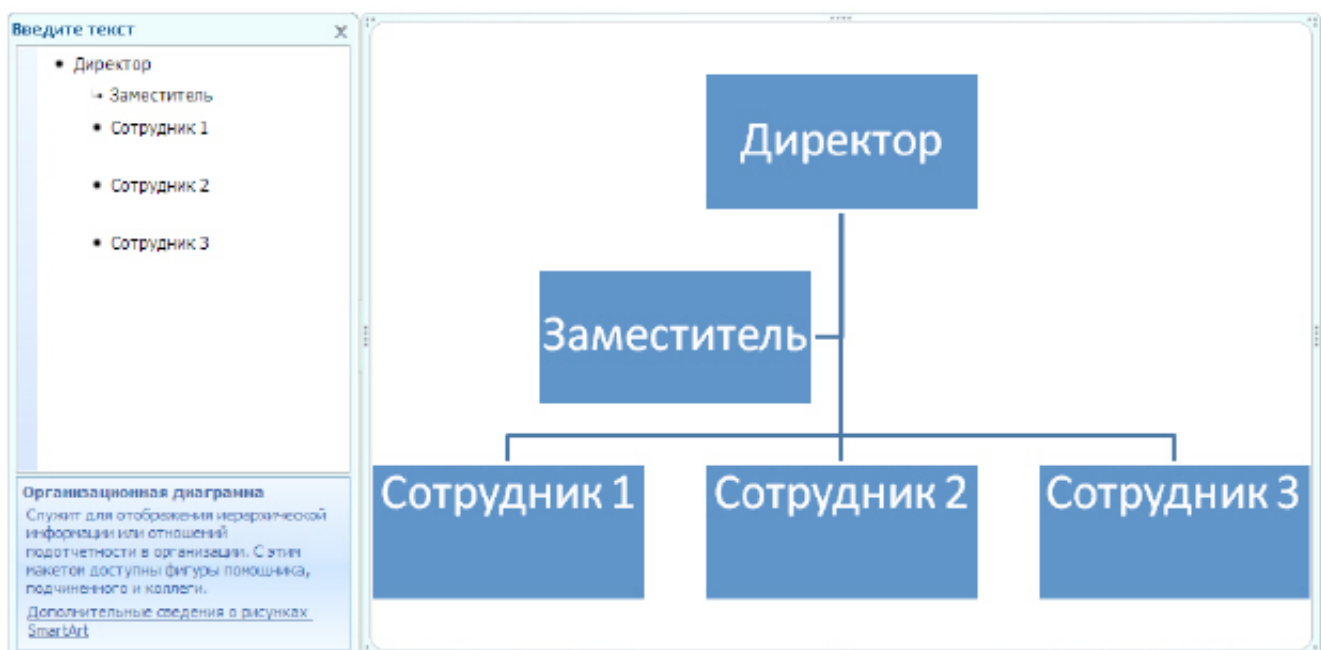 Введите текст
Директор
Заместитель
Сотрудник 1
Сотрудник 2
Сотрудник 3
Организационная диаграмма
Служит для отображения иерархической
информации или отношений
подотчетности в организации. С этим
макетом доступны фигуры помощника,
подчиненного и коллеги.
Дополнительные сведения о рисунках
SmartArt
Директор
Заместитель
Сотрудник 1 Сотрудник 2 Сотрудник 3